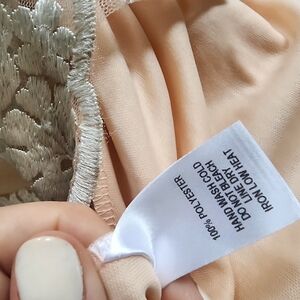 100% POLYESTER
HAND WASH COLD
DO NOT BLEACH
LINE DRY
IRON LOW HEAT